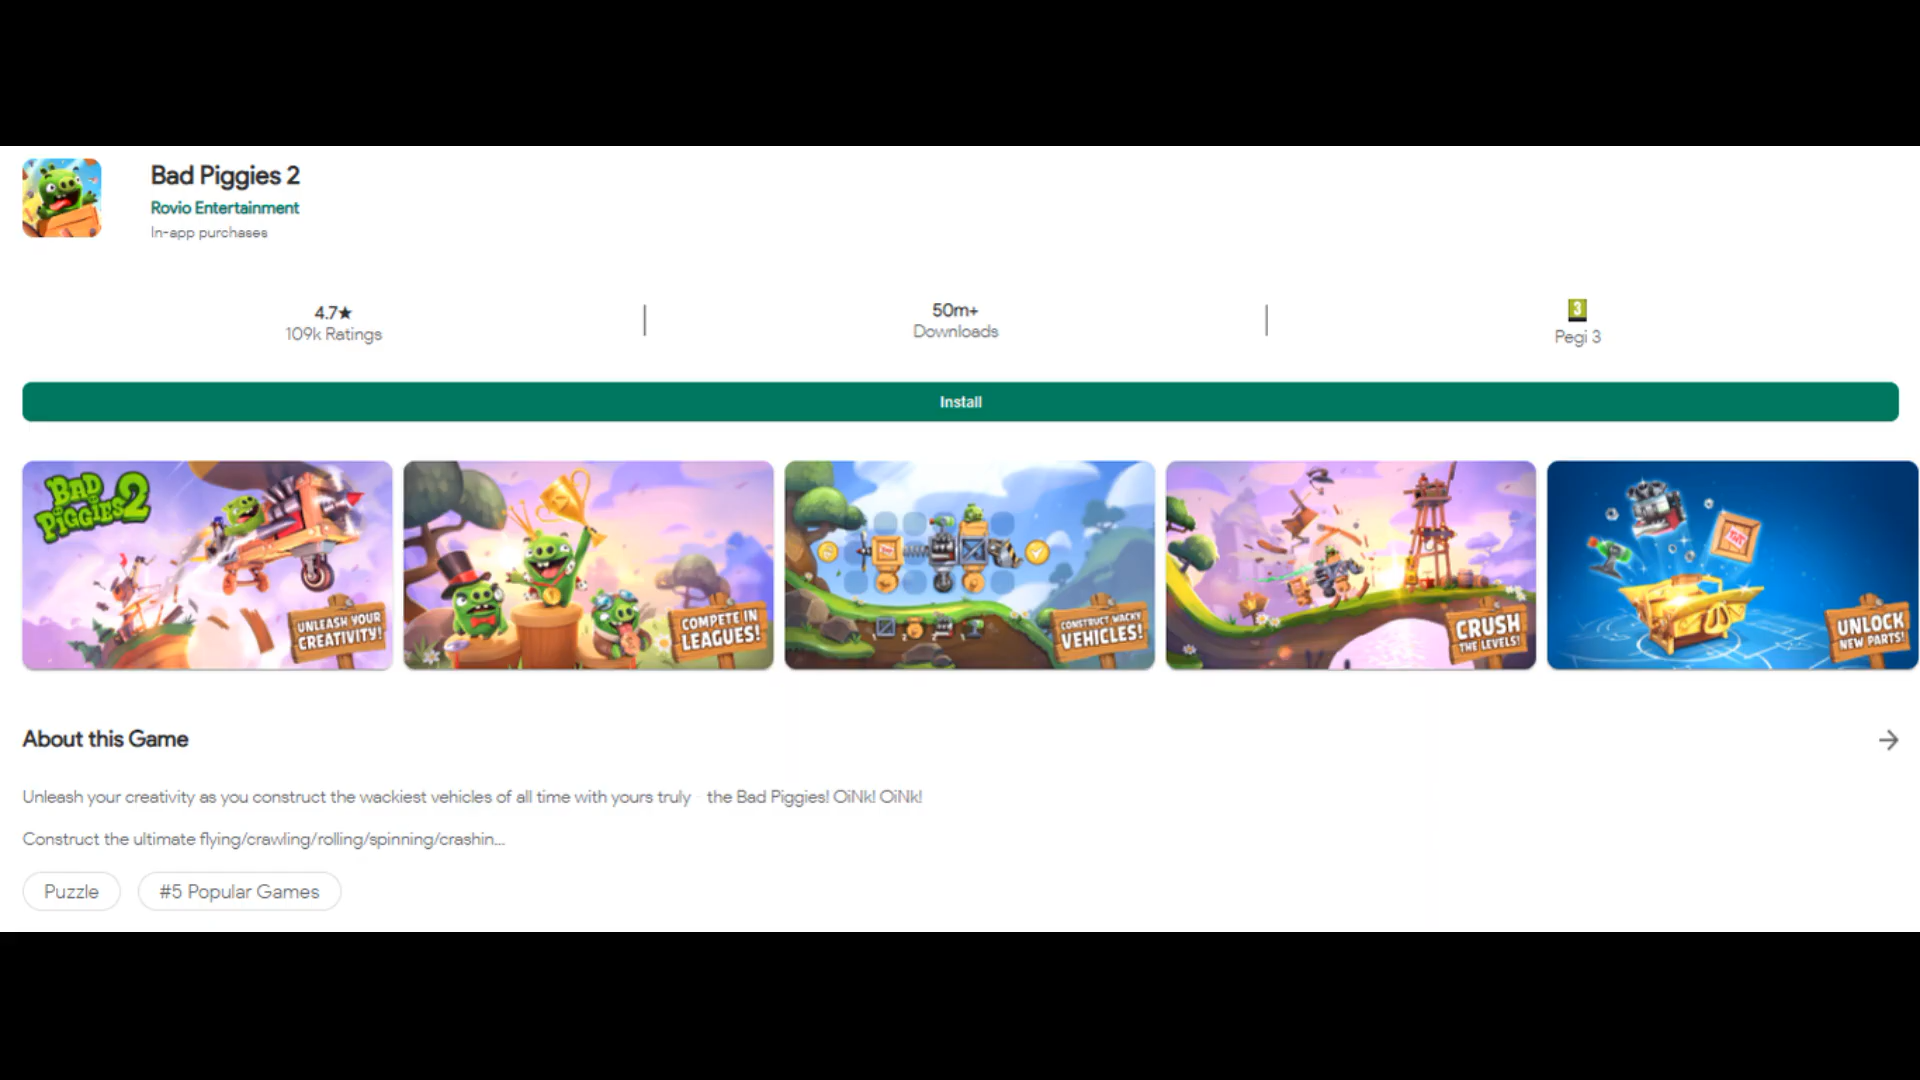 Bad Piggies 2
Rovio Entertainment
In-app purchases
4.7★
109k Ratings
50m+
Downloads
3
Pegi 3
Install
BAD
PIGGIES 2
UNLEASH YOUR
CREATIVITY!
COMPETE IN
LEAGUES!
CONSTRUCT WACKY
VEHICLES!
CRUSH
THE LEVELS!
UNLOCK
NEW PARTS!
About this Game
Unleash your creativity as you construct the wackiest vehicles of all time with yours truly the Bad Piggies! OiNk! OiNk!
Construct the ultimate flying/crawling/rolling/spinning/crashin...
Puzzle
#5 Popular Games